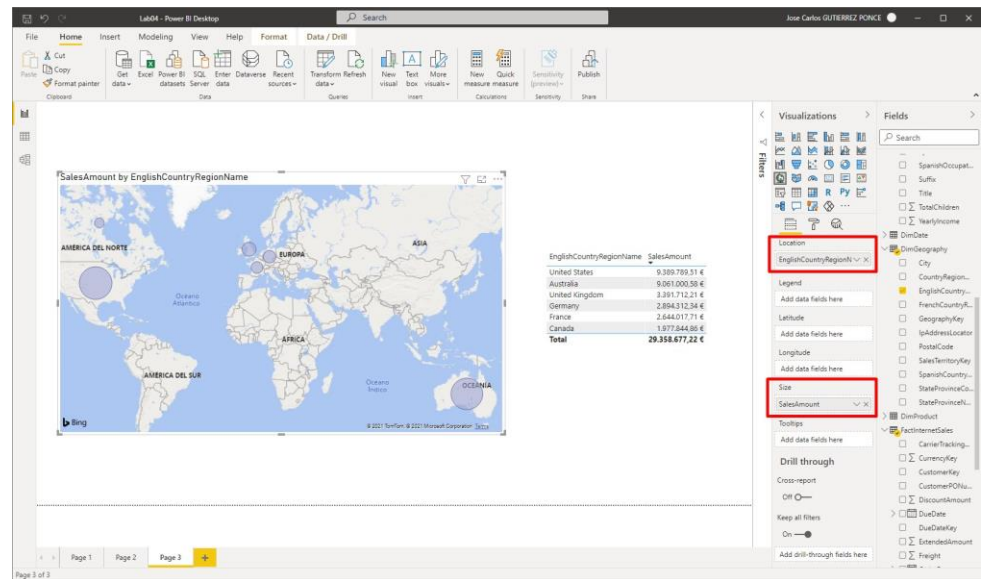 Lab04 - Power BI Desktop
Search
Jose Carlos GUTIERREZ PONCE
File Home Insert Modeling View Help Format Data / Drill
Paste
Cut
Copy
Format painter
Get data
Excel
Power BI datasets
SQL Server
Enter data
Dataverse
Recent sources
Transform data
Refresh
New visual
Text box
More visuals
New measure
Quick measure
Sensitivity (preview)
Publish
Clipboard Data Queries Insert Calculations Sensitivity Share
SalesAmount by EnglishCountryRegionName
AMÉRICA DEL NORTE
EUROPA
ASIA
Océano Atlántico
ÁFRICA
AMÉRICA DEL SUR
Océano Índico
OCEANÍA
Bing
© 2021 TomTom, © 2021 Microsoft Corporation Terms
EnglishCountryRegionName SalesAmount
United States 9.389.789,51 €
Australia 9.061.000,58 €
United Kingdom 3.391.712,21 €
Germany 2.894.312,34 €
France 2.644.017,71 €
Canada 1.977.844,86 €
Total 29.358.677,22 €
Filters
Visualizations
R Py
Location
EnglishCountryRegionN
Legend
Add data fields here
Latitude
Add data fields here
Longitude
Add data fields here
Size
SalesAmount
Tooltips
Add data fields here
Drill through
Cross-report
Off
Keep all filters
On
Add drill-through fields here
Fields
Search
SpanishOccupat...
Suffix
Title
TotalChildren
YearlyIncome
DimDate
DimGeography
City
CountryRegion...
EnglishCountry...
FrenchCountryR...
GeographyKey
IpAddressLocator
PostalCode
SalesTerritoryKey
SpanishCountry...
StateProvinceCo...
StateProvinceN...
DimProduct
FactInternetSales
CarrierTracking...
CurrencyKey
CustomerKey
CustomerPONu...
DiscountAmount
DueDate
DueDateKey
ExtendedAmount
Freight
Page 1 Page 2 Page 3
Page 3 of 3